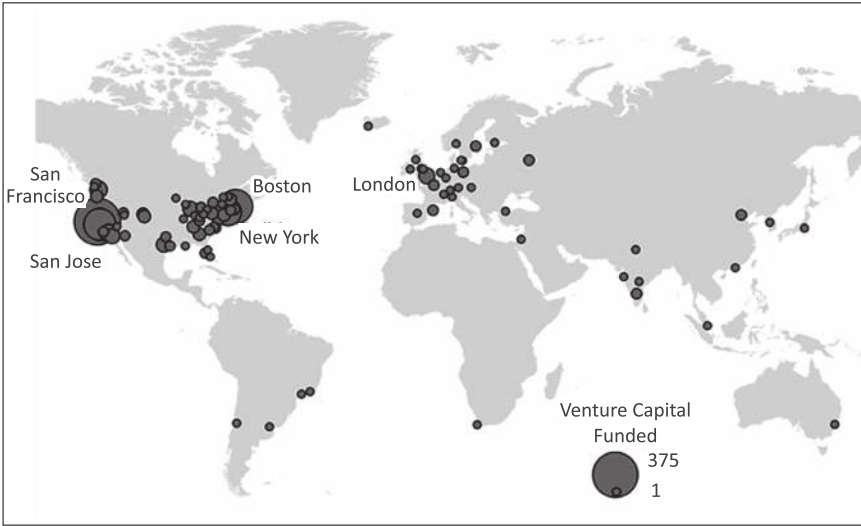 San
Francisco
Boston
London
New York
San Jose
Venture Capital
Funded
375
1